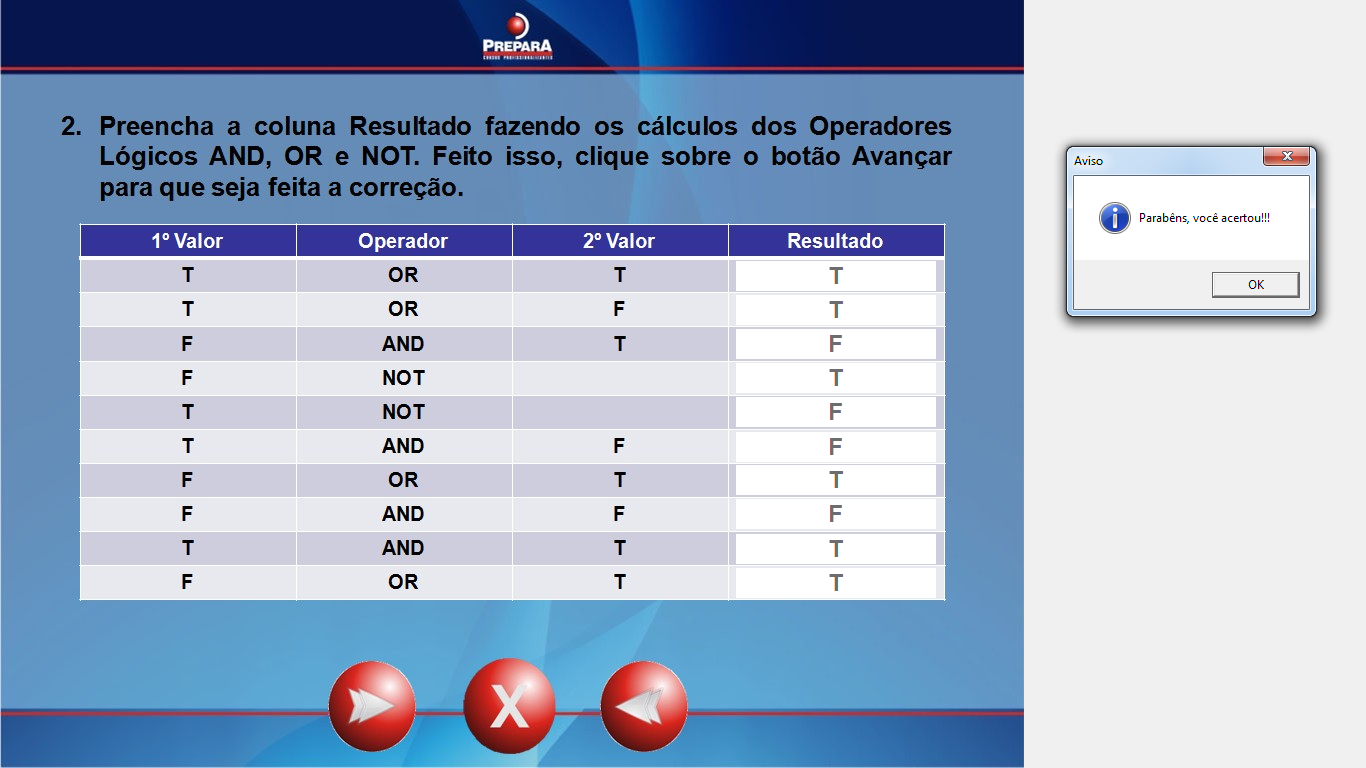 PREPARA
CURSOS PROFISSIONALIZANTES
2. Preencha a coluna Resultado fazendo os cálculos dos Operadores
Lógicos AND, OR e NOT. Feito isso, clique sobre o botão Avançar
para que seja feita a correção.
1º Valor Operador 2º Valor Resultado
T OR T T
T OR F T
F AND T F
F NOT T
T NOT F
T AND F F
F OR T T
F AND F F
T AND T T
F OR T T
X
Aviso
Parabêns, você acertou!!!
OK